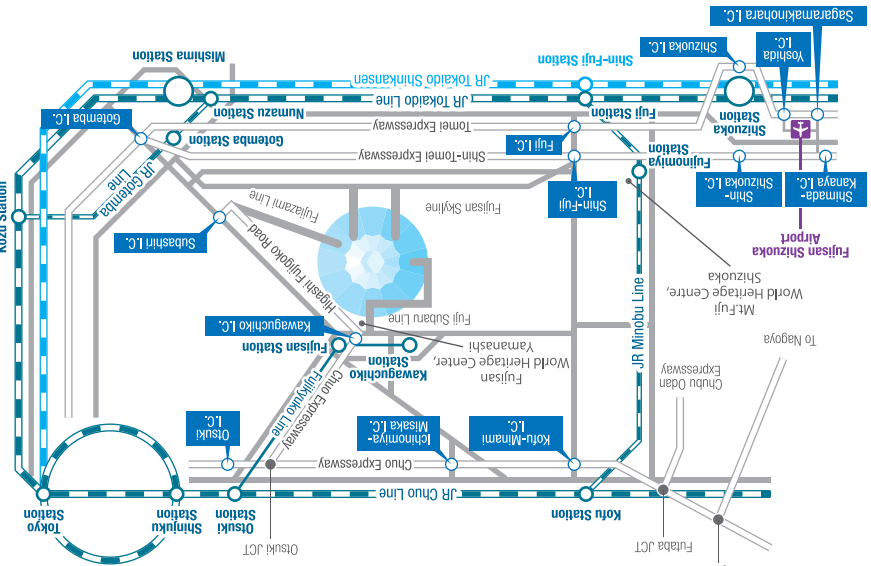 Futaba JCT
Otsuki JCT
Kofu Station
JR Chuo Line
Otsuki
Station
Shinjuku
Station
Tokyo
Station
Chuo Expressway
Kofu-Minami
I.C.
Ichinomiya-
Misaka I.C.
Otsuki
I.C.
To Nagoya
Chubu Odan
Expressway
JR Minobu Line
Fujisan
World Heritage Center,
Yamanashi
Kawaguchiko
Station
Fujisan Station
Fujikyuko Line
Chuo Expressway
Kawaguchiko I.C.
Fuji Subaru Line
Higashi Fujigoko Road
Mt.Fuji
World Heritage Centre,
Shizuoka
Fujisan Shizuoka
Airport
Subashiri I.C.
Kozu Station
Fujisan Skyline
Fujiazami Line
JR Gotemba
Line
Shimada-
Kanaya I.C.
Shin-
Shizuoka I.C.
Shin-Fuji
I.C.
Fujinomiya
Station
Shin-Tomei Expressway
Fuji I.C.
Gotemba Station
Gotemba I.C.
Tomei Expressway
Shizuoka
Station
Fuji Station
JR Tokaido Line
Numazu Station
JR Tokaido Shinkansen
Shin-Fuji Station
Mishima Station
Shizuoka I.C.
Yoshida
I.C.
Sagaramakinohara
I.C.